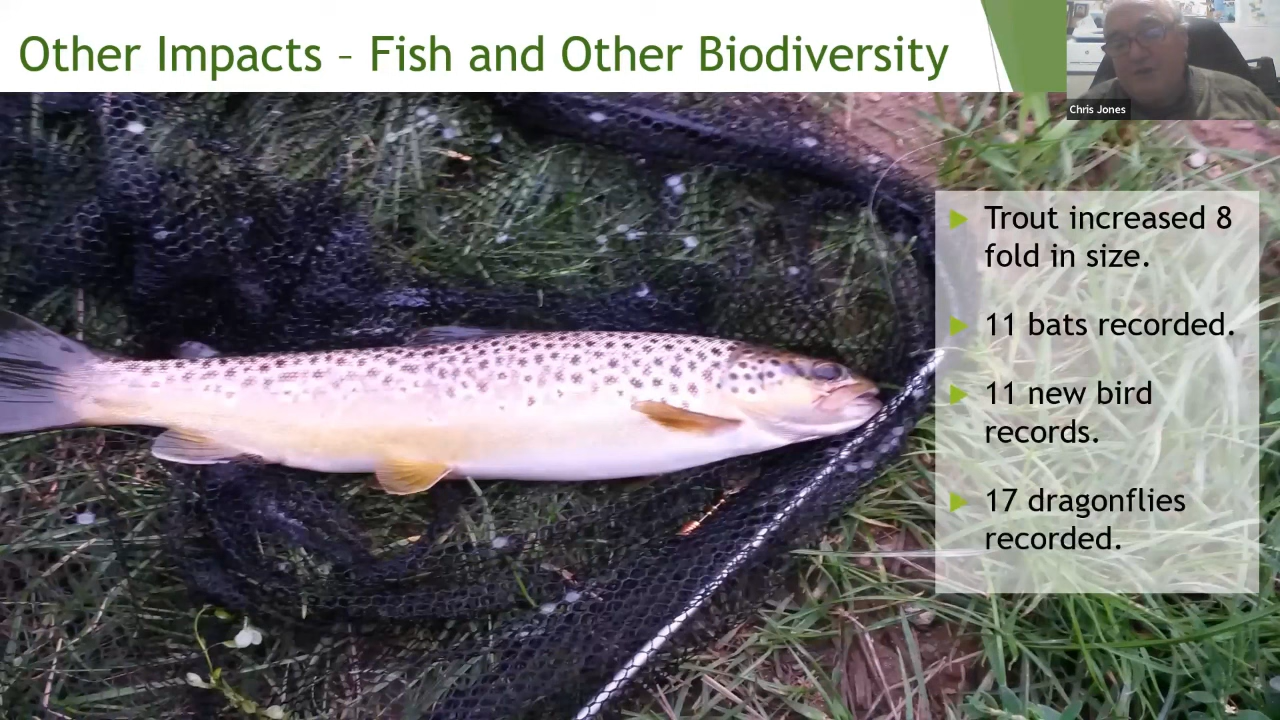 Other Impacts – Fish and Other Biodiversity
Chris Jones
Trout increased 8
fold in size.
11 bats recorded.
11 new bird
records.
17 dragonflies
recorded.